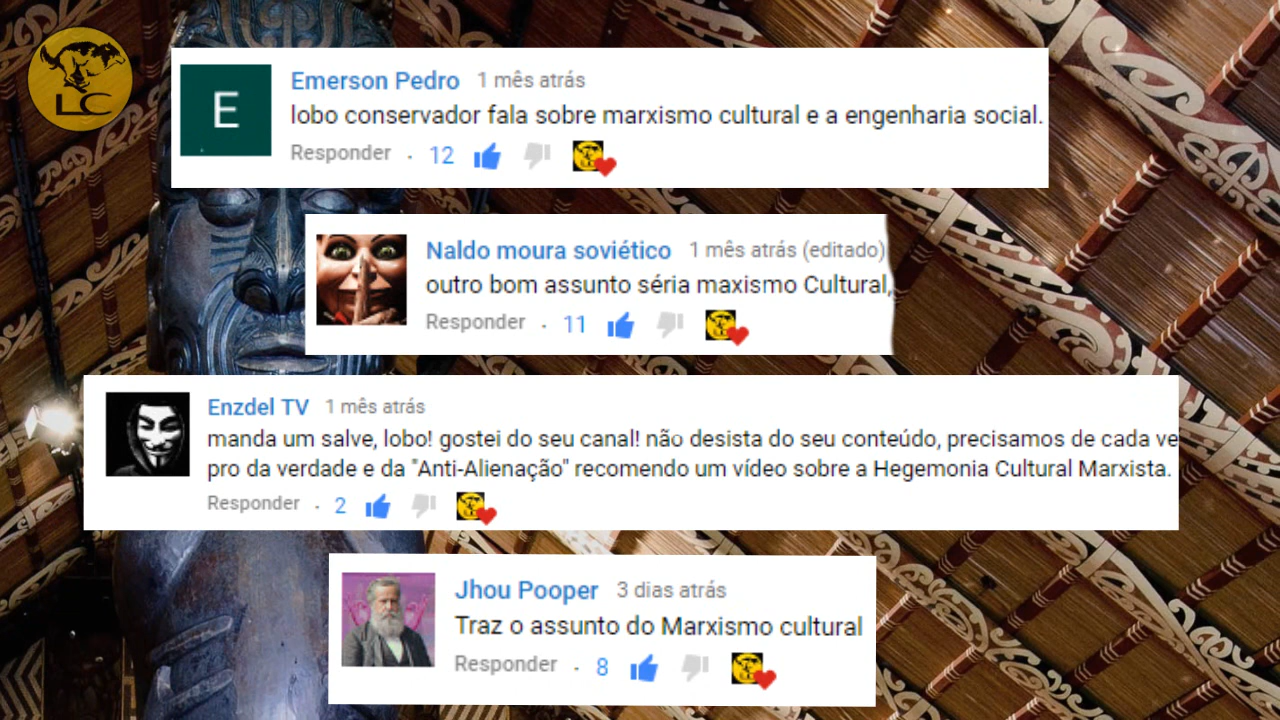 LC
E
Emerson Pedro 1 mês atrás
lobo conservador fala sobre marxismo cultural e a engenharia social.
Responder · 12
Naldo moura soviético 1 mês atrás (editado)
outro bom assunto séria maxismo Cultural,
Responder · 11
Enzdel TV 1 mês atrás
manda um salve, lobo! gostei do seu canal! não desista do seu conteúdo, precisamos de cada ve
pro da verdade e da "Anti-Alienação" recomendo um vídeo sobre a Hegemonia Cultural Marxista.
Responder · 2
Jhou Pooper 3 dias atrás
Traz o assunto do Marxismo cultural
Responder · 8